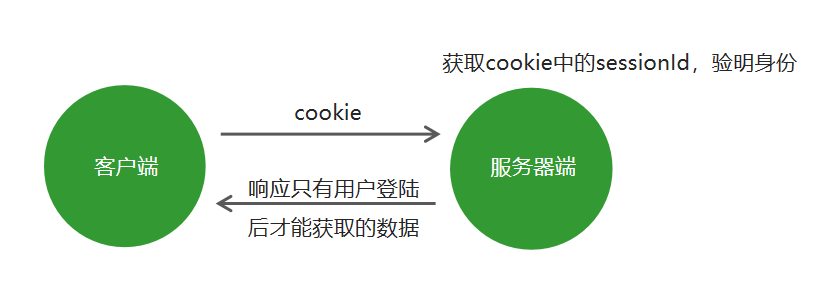 获取cookie中的sessionId，验明身份
cookie
客户端
服务器端
响应只有用户登陆
后才能获取的数据